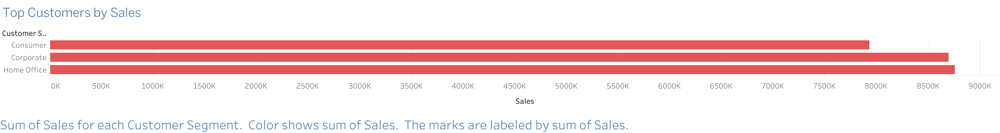 Top Customers by Sales
Customer S..
Consumer
Corporate
Home Office
0K 500K 1000K 1500K 2000K 2500K 3000K 3500K 4000K 4500K 5000K 5500K 6000K 6500K 7000K 7500K 8000K 8500K 9000K
Sales
Sum of Sales for each Customer Segment.  Color shows sum of Sales.  The marks are labeled by sum of Sales.